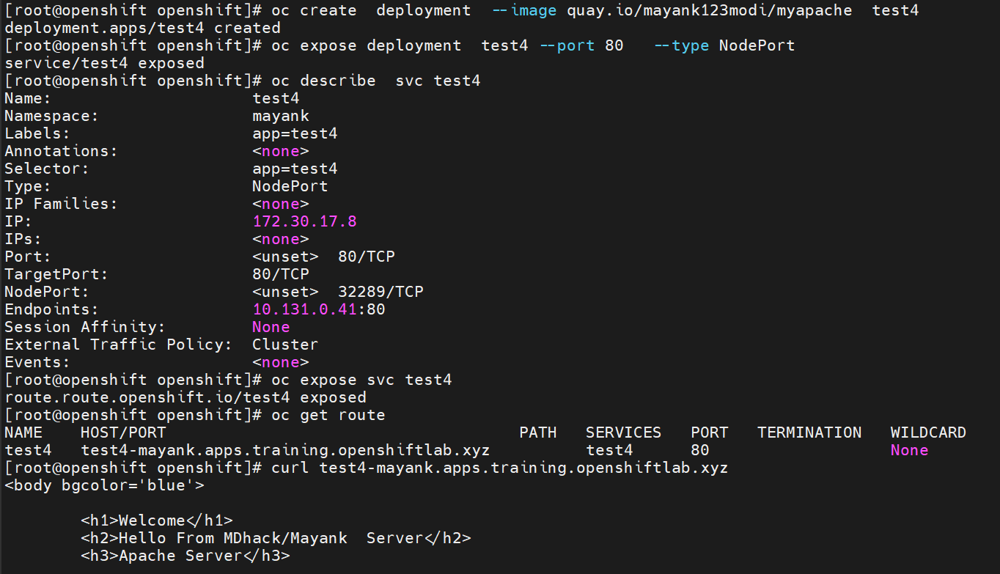 [root@openshift openshift]# oc create  deployment  --image quay.io/mayank123modi/myapache  test4
deployment.apps/test4 created
[root@openshift openshift]# oc expose deployment  test4 --port 80   --type NodePort
service/test4 exposed
[root@openshift openshift]# oc describe  svc test4
Name:                     test4
Namespace:                mayank
Labels:                   app=test4
Annotations:              <none>
Selector:                 app=test4
Type:                     NodePort
IP Families:              <none>
IP:                       172.30.17.8
IPs:                      <none>
Port:                     <unset>  80/TCP
TargetPort:               80/TCP
NodePort:                 <unset>  32289/TCP
Endpoints:                10.131.0.41:80
Session Affinity:         None
External Traffic Policy:  Cluster
Events:                   <none>
[root@openshift openshift]# oc expose svc test4
route.route.openshift.io/test4 exposed
[root@openshift openshift]# oc get route
NAME    HOST/PORT                                     PATH   SERVICES   PORT   TERMINATION   WILDCARD
test4   test4-mayank.apps.training.openshiftlab.xyz          test4      80                   None
[root@openshift openshift]# curl test4-mayank.apps.training.openshiftlab.xyz
<body bgcolor='blue'>
        <h1>Welcome</h1>
        <h2>Hello From MDhack/Mayank  Server</h2>
        <h3>Apache Server</h3>